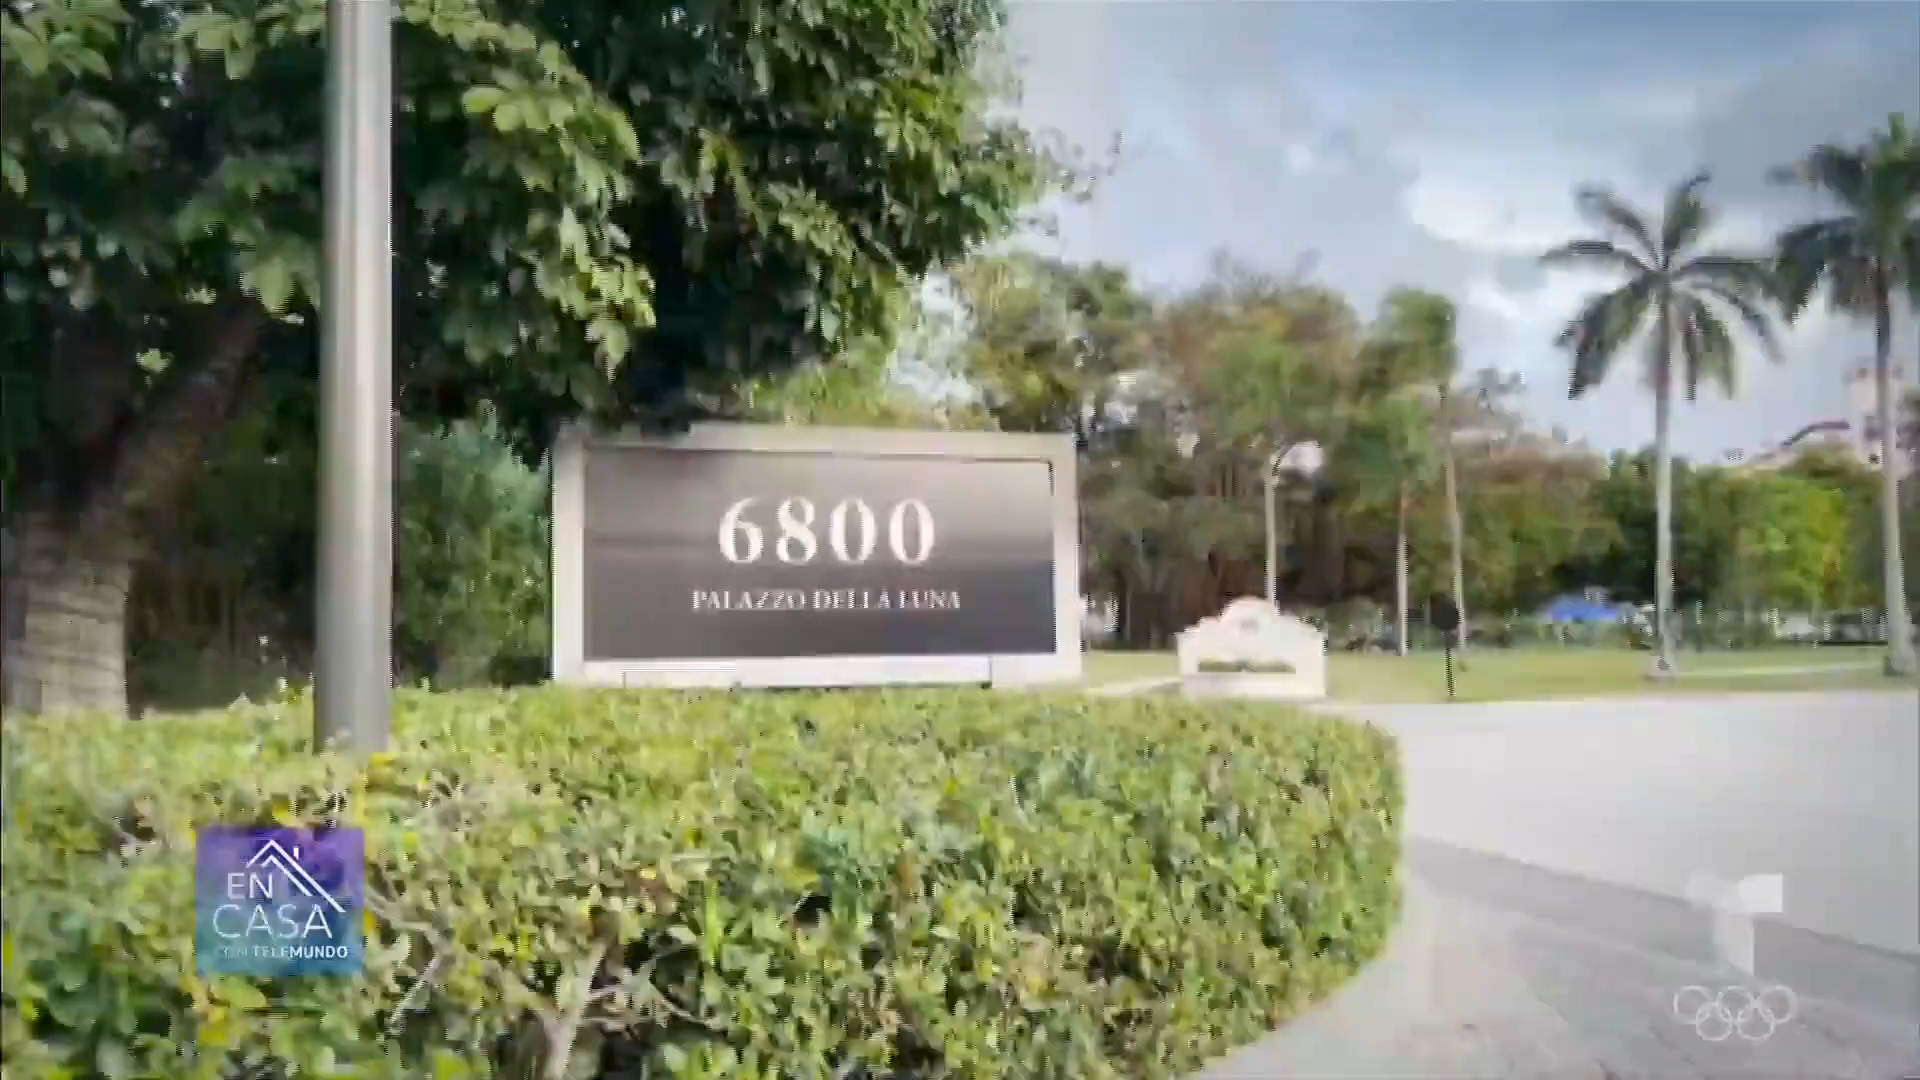 6800
PALAZZO DELLA LUNA
EN
CASA
CON TELEMUNDO